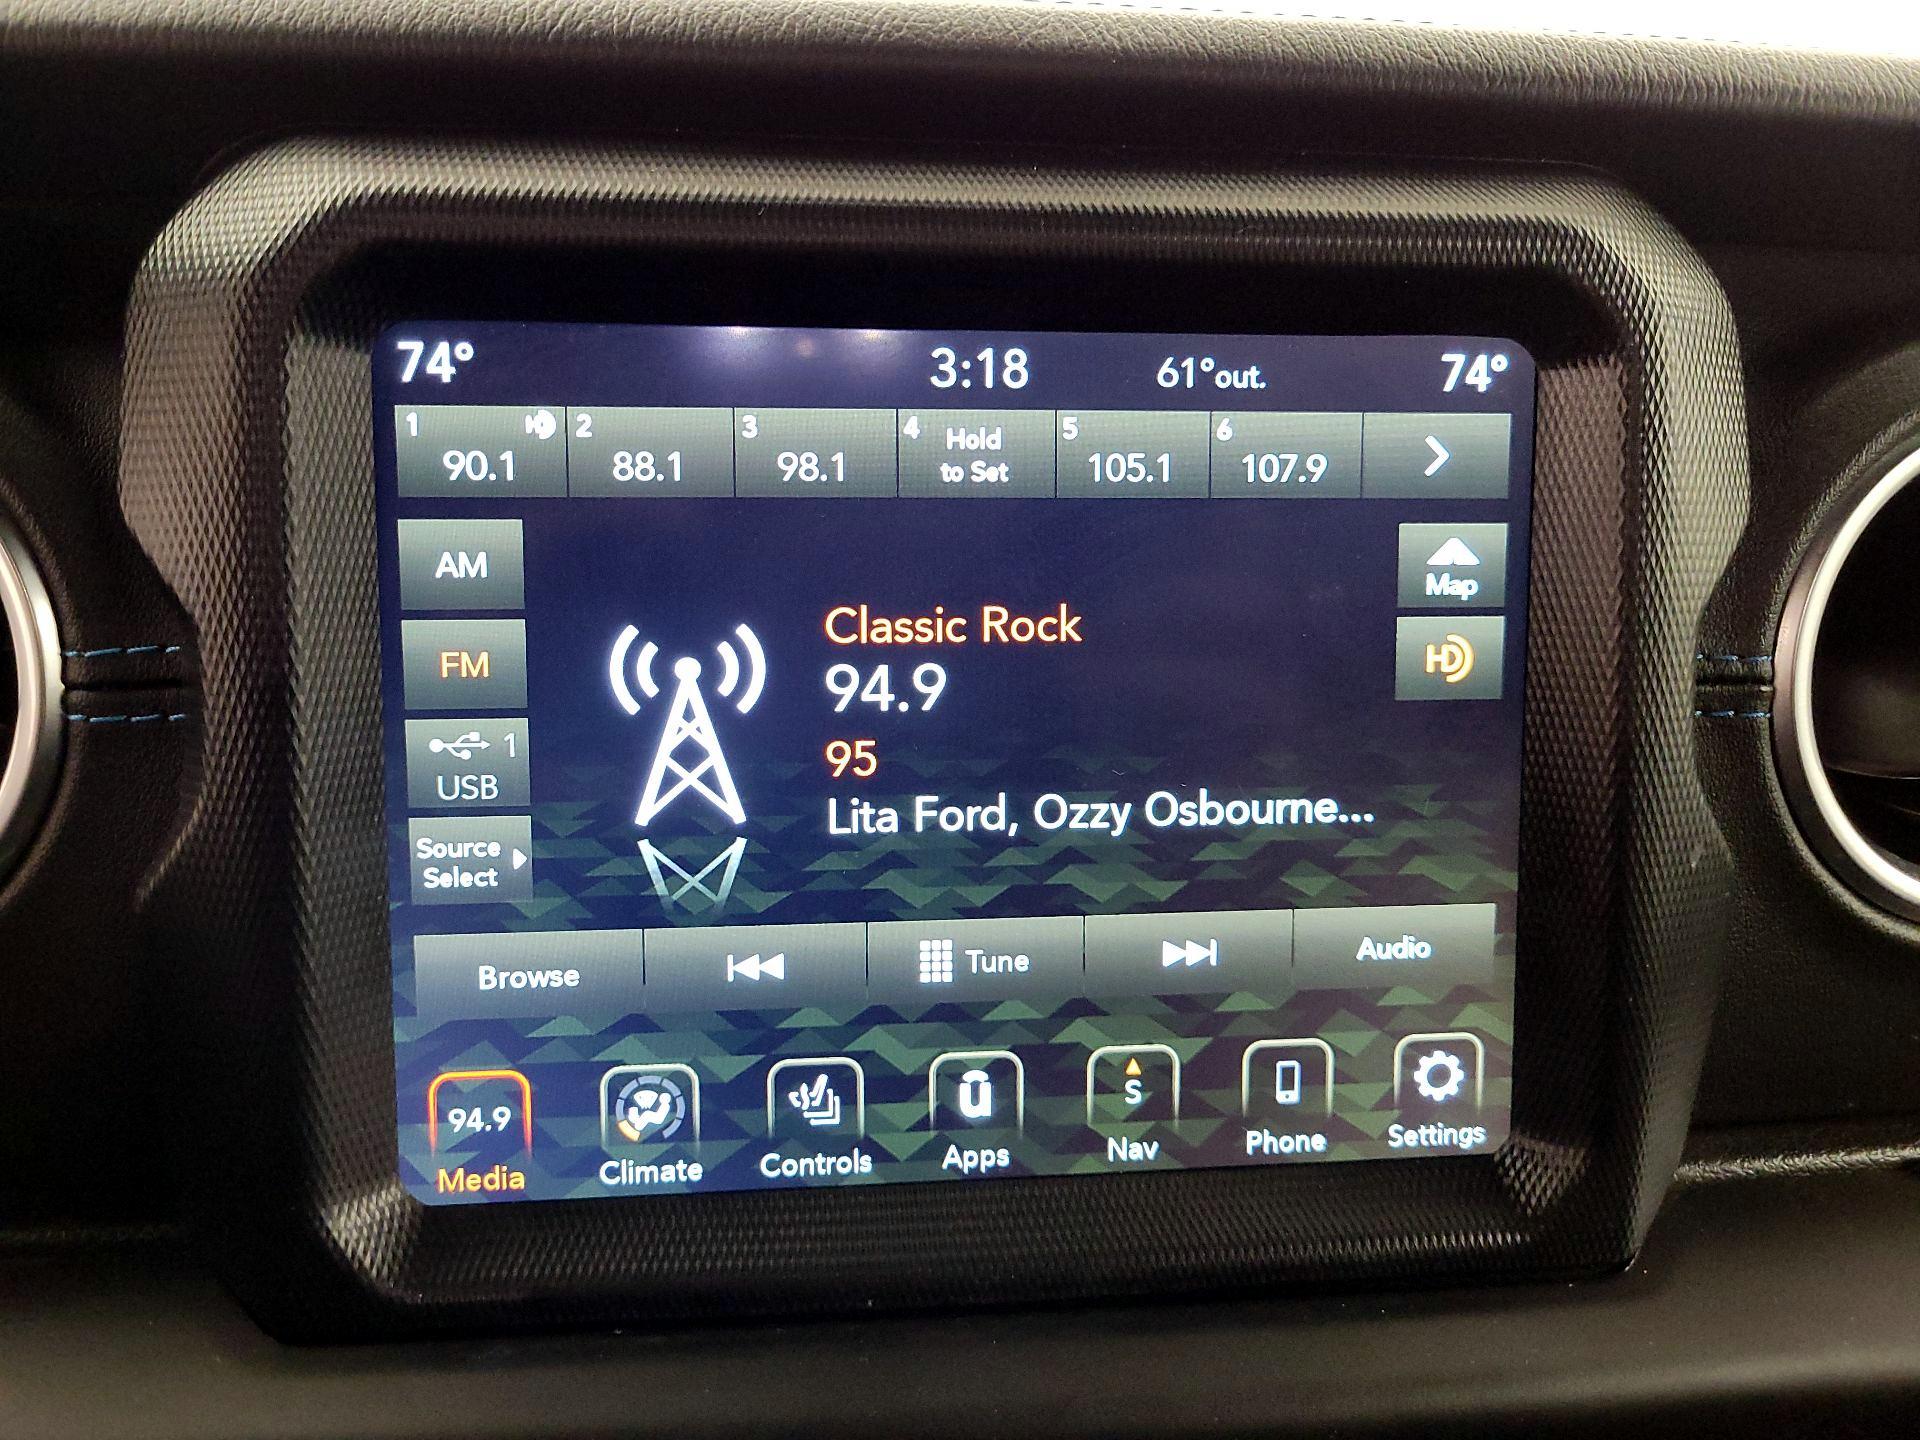 74° 3:18 61°out. 74°
1 HD 2 3 4 Hold 5 6
90.1 88.1 98.1 to Set 105.1 107.9
AM
Map
FM
HD
1
USB
Source
Select
Classic Rock
94.9
95
Lita Ford, Ozzy Osbourne...
Browse Tune Audio
94.9 u S
Media Climate Controls Apps Nav Phone Settings